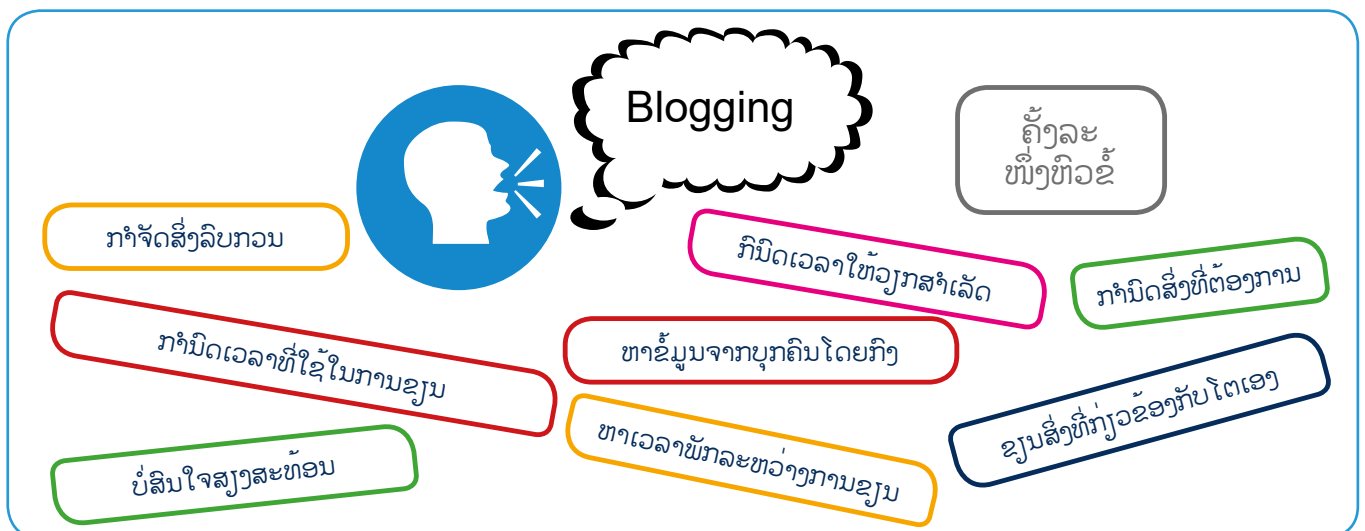 Blogging
ຄັ້ງລະ
ໜຶ່ງຫົວຂໍ້
ກຳຈັດສິ່ງລົບກວນ
ກົນົດເວລາໃຫ້ວຽກສຳເລັດ
ກຳນົດສິ່ງທີ່ຕ້ອງການ
ກຳນົດເວລາທີ່ໃຊ້ໃນການຂຽນ
ຫາຂໍ້ມູນຈາກບຸກຄົນໂດຍກົງ
ຂຽນສິ່ງທີ່ກ່ຽວຂ້ອງກັບໂຕເອງ
ບໍ່ສົນໃຈສຽງສະທ້ອນ
ຫາເວລາພັກລະຫວ່າງການຂຽນ